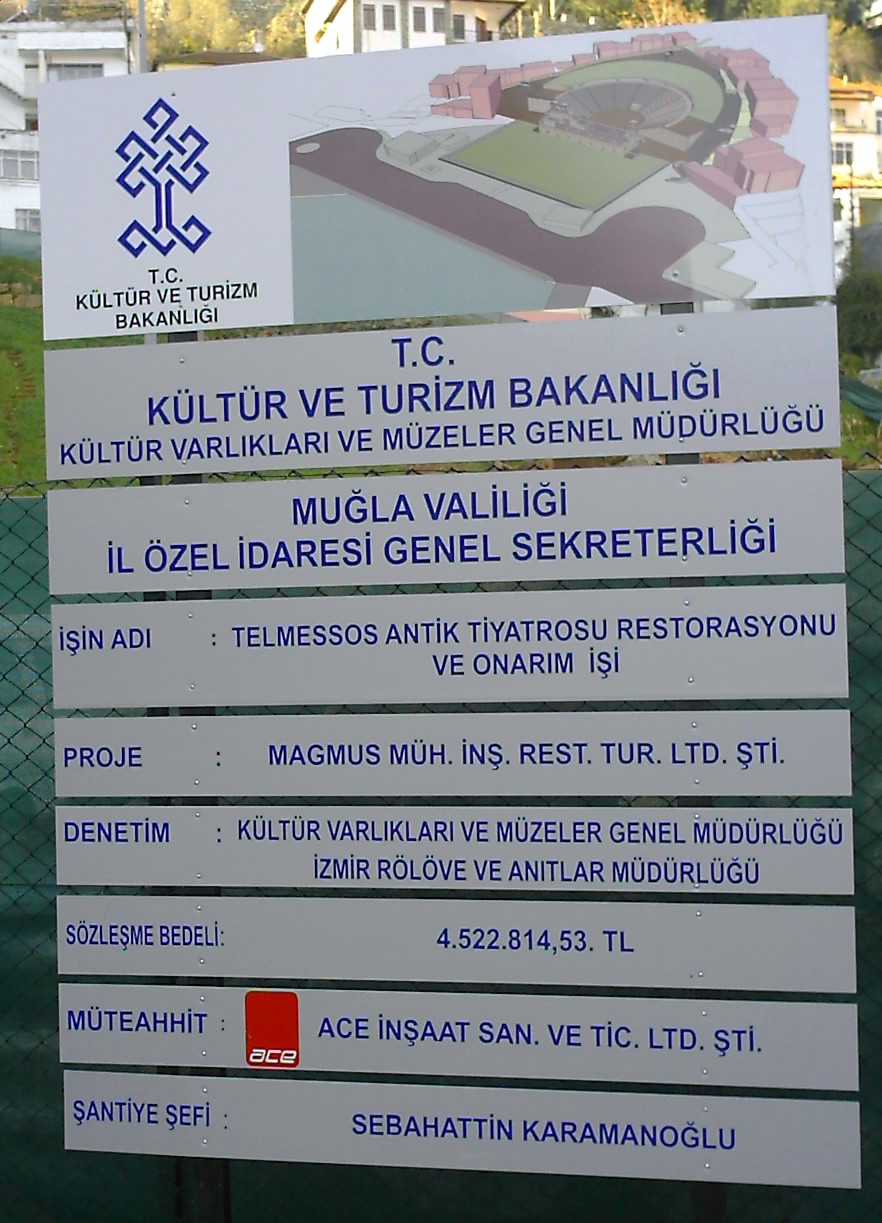 T.C.
KÜLTÜR VE TURİZM
BAKANLIĞI
T.C.
KÜLTÜR VE TURİZM BAKANLIĞI
KÜLTÜR VARLIKLARI VE MÜZELER GENEL MÜDÜRLÜĞÜ
MUĞLA VALİLİĞİ
İL ÖZEL İDARESİ GENEL SEKRETERLİĞİ
İŞİN ADI : TELMESSOS ANTİK TİYATROSU RESTORASYONU
VE ONARIM İŞİ
PROJE : MAGMUS MÜH. İNŞ. REST. TUR. LTD. ŞTİ.
DENETİM : KÜLTÜR VARLIKLARI VE MÜZELER GENEL MÜDÜRLÜĞÜ
İZMİR RÖLÖVE VE ANITLAR MÜDÜRLÜĞÜ
SÖZLEŞME BEDELİ: 4.522.814,53. TL
MÜTEAHHİT : ace ACE İNŞAAT SAN. VE TİC. LTD. ŞTİ.
ŞANTİYE ŞEFİ : SEBAHATTİN KARAMANOĞLU